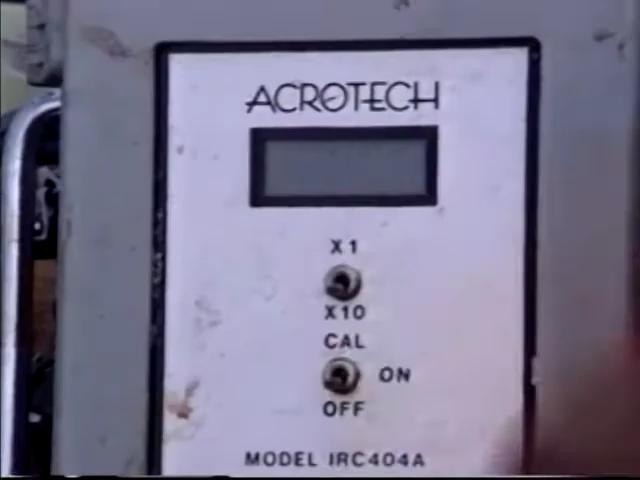 ACROTECH
X1
X10
CAL
ON
OFF
MODEL IRC404A